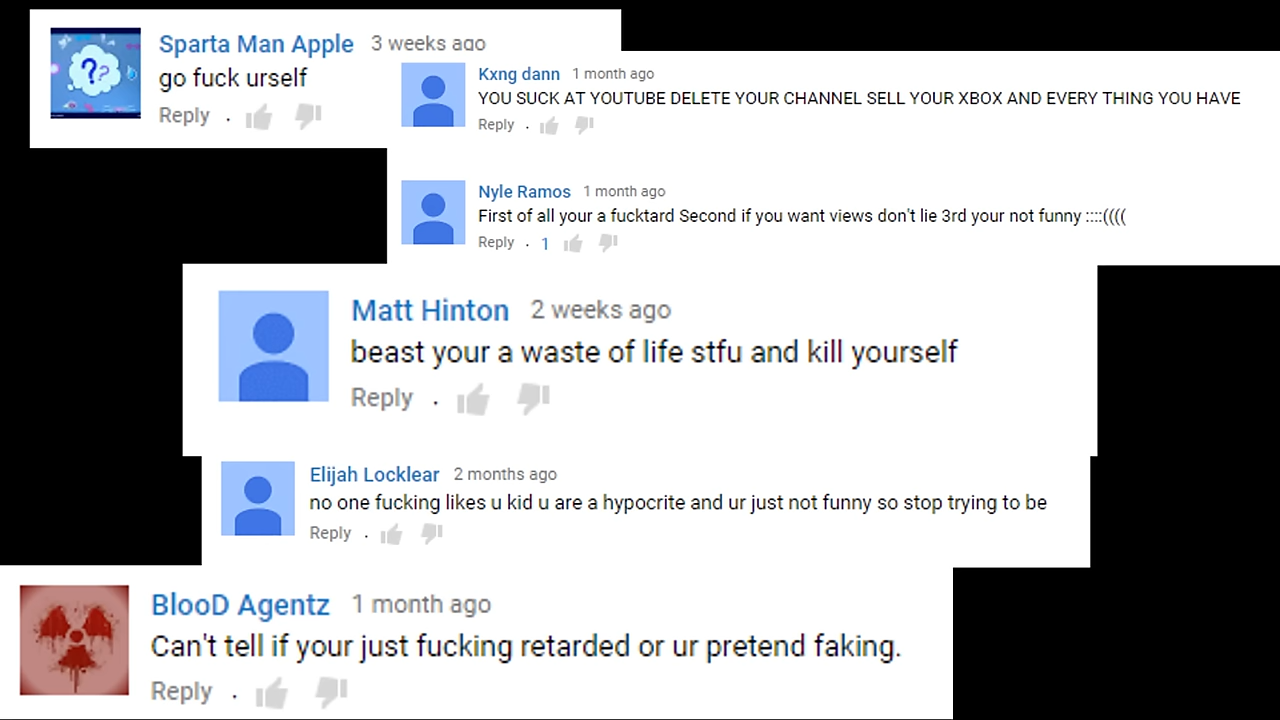 Sparta Man Apple 3 weeks ago
go fuck urself
Reply .
Kxng dann 1 month ago
YOU SUCK AT YOUTUBE DELETE YOUR CHANNEL SELL YOUR XBOX AND EVERY THING YOU HAVE
Reply .
Nyle Ramos 1 month ago
First of all your a fucktard Second if you want views don't lie 3rd your not funny ::::((((
Reply . 1
Matt Hinton 2 weeks ago
beast your a waste of life stfu and kill yourself
Reply .
Elijah Locklear 2 months ago
no one fucking likes u kid u are a hypocrite and ur just not funny so stop trying to be
Reply .
BlooD Agentz 1 month ago
Can't tell if your just fucking retarded or ur pretend faking.
Reply .